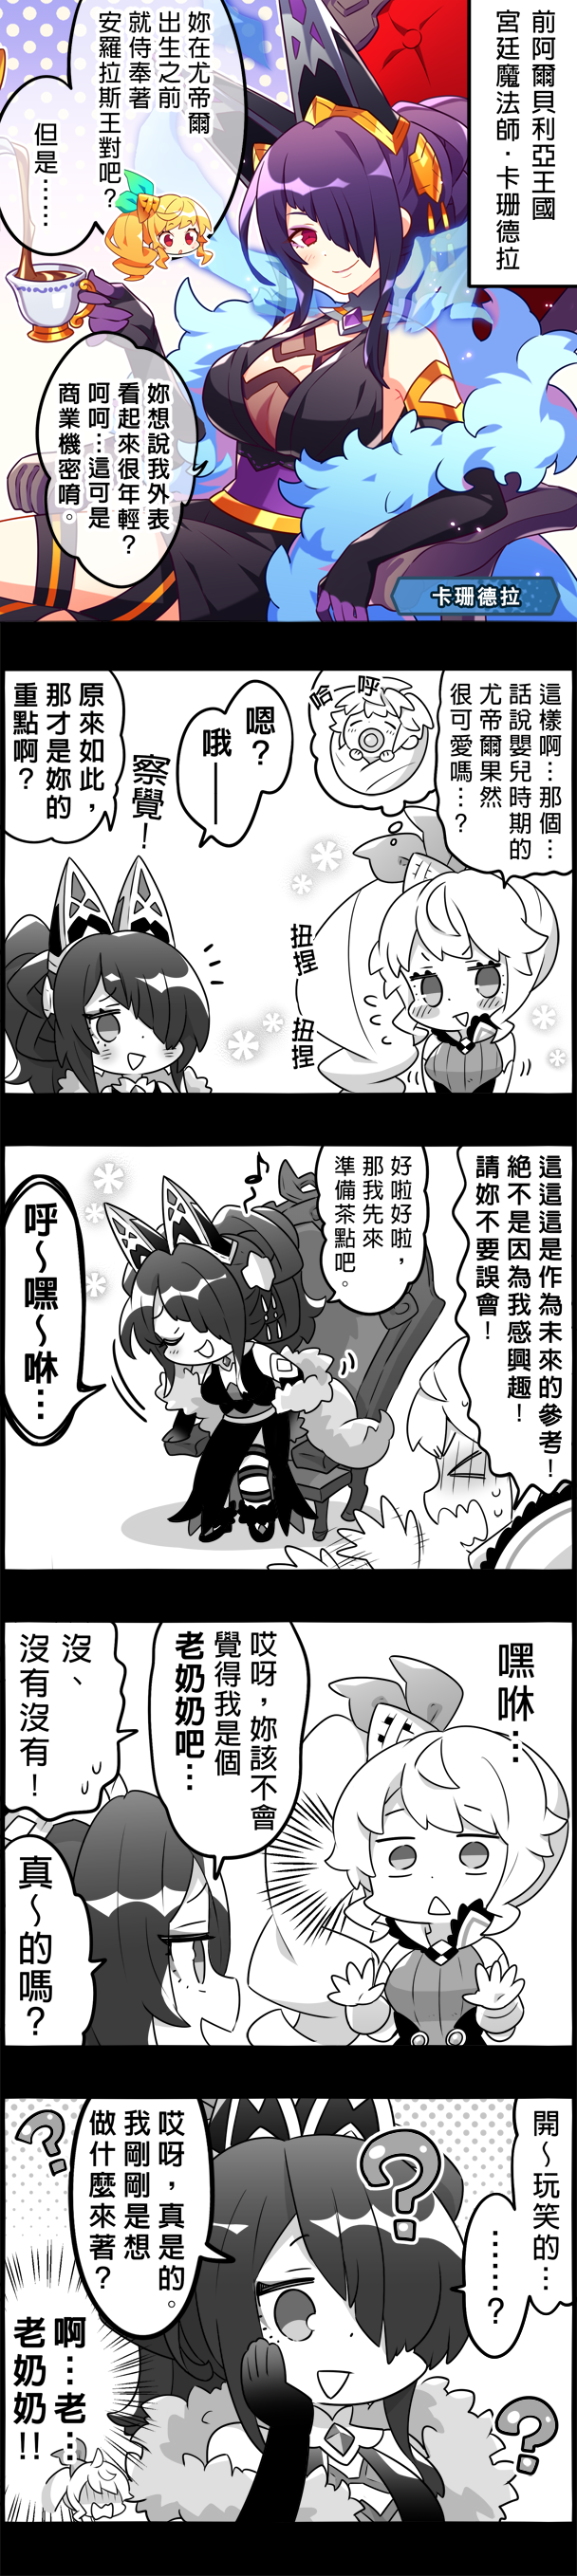 前阿爾貝利亞王國
宮廷魔法師·卡珊德拉
妳在尤帝爾
出生之前
就侍奉著
安羅拉斯王對吧？
但是……
妳想說我外表
看起來很年輕？
呵呵…這可是
商業機密唷。
卡珊德拉
這樣啊…那個…
話說嬰兒時期的
尤帝爾果然
很可愛嗎…？
呼
哈
扭捏
扭捏
嗯？
哦—
察覺！
原來如此，
那才是妳的
重點啊？
這這這是作為未來的參考！
絕不是因為我感興趣！
請妳不要誤會！
好啦好啦，
那我先來
準備茶點吧。
呼～嘿～咻…
嘿咻…
哎呀，妳該不會
覺得我是個
老奶奶吧…
沒、
沒有沒有！
真～的嗎？
開～玩笑的…
……？
哎呀，真是的。
我剛剛是想
做什麼來著？
啊…老…
老奶奶!!